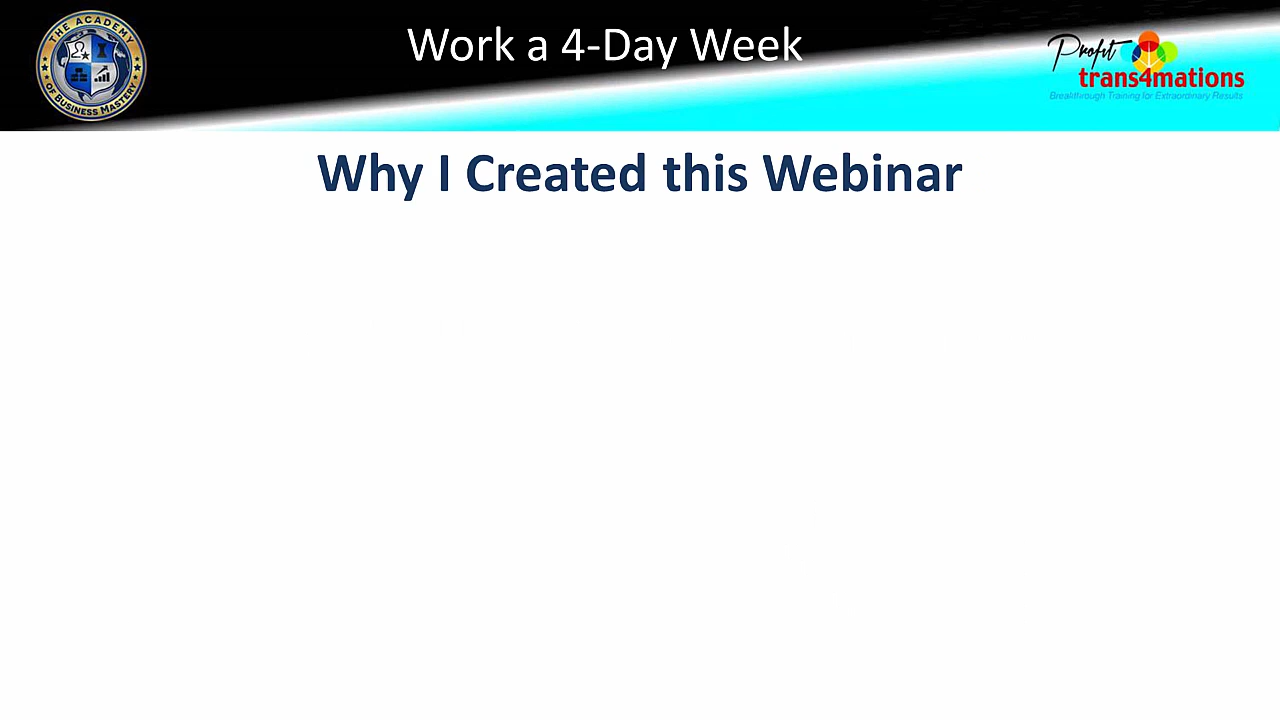 THE ACADEMY
OF BUSINESS MASTERY
Work a 4-Day Week
Profit
trans4mations
Breakthrough Training for Extraordinary Results
Why I Created this Webinar